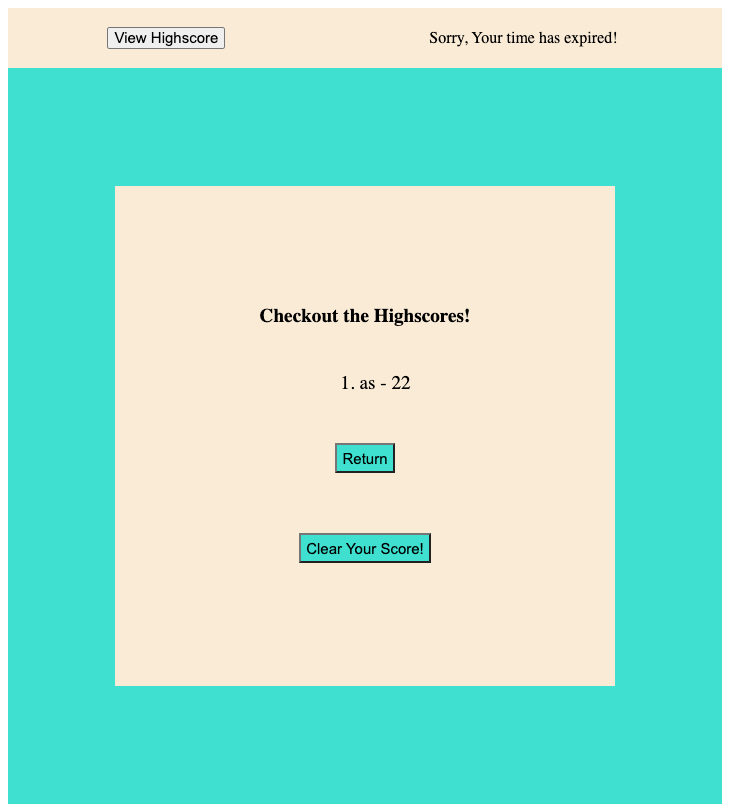 View Highscore
Sorry, Your time has expired!
Checkout the Highscores!
1. as - 22
Return
Clear Your Score!